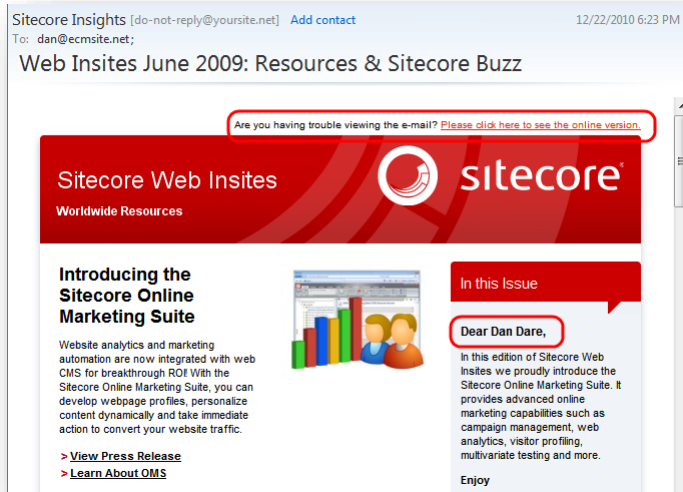 Sitecore Insights [do-not-reply@yoursite.net] Add contact 12/22/2010 6:23 PM
To: dan@ecmsite.net;
Web Insites June 2009: Resources & Sitecore Buzz
Are you having trouble viewing the e-mail? Please click here to see the online version.
Sitecore Web Insites
Worldwide Resources
sitecore
Introducing the
Sitecore Online
Marketing Suite
Website analytics and marketing
automation are now integrated with web
CMS for breakthrough ROI! With the
Sitecore Online Marketing Suite, you can
develop webpage profiles, personalize
content dynamically and take immediate
action to convert your website traffic.
> View Press Release
> Learn About OMS
In this Issue
Dear Dan Dare,
In this edition of Sitecore Web
Insites we proudly introduce the
Sitecore Online Marketing Suite. It
provides advanced online
marketing capabilities such as
campaign management, web
analytics, visitor profiling,
multivariate testing and more.
Enjoy